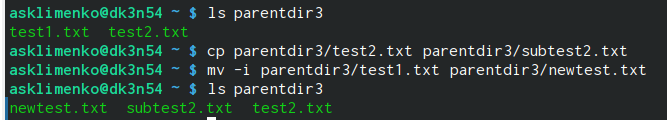 asklimenko@dk3n54 ~ $ ls parentdir3
test1.txt  test2.txt
asklimenko@dk3n54 ~ $ cp parentdir3/test2.txt parentdir3/subtest2.txt
asklimenko@dk3n54 ~ $ mv -i parentdir3/test1.txt parentdir3/newtest.txt
asklimenko@dk3n54 ~ $ ls parentdir3
newtest.txt  subtest2.txt  test2.txt